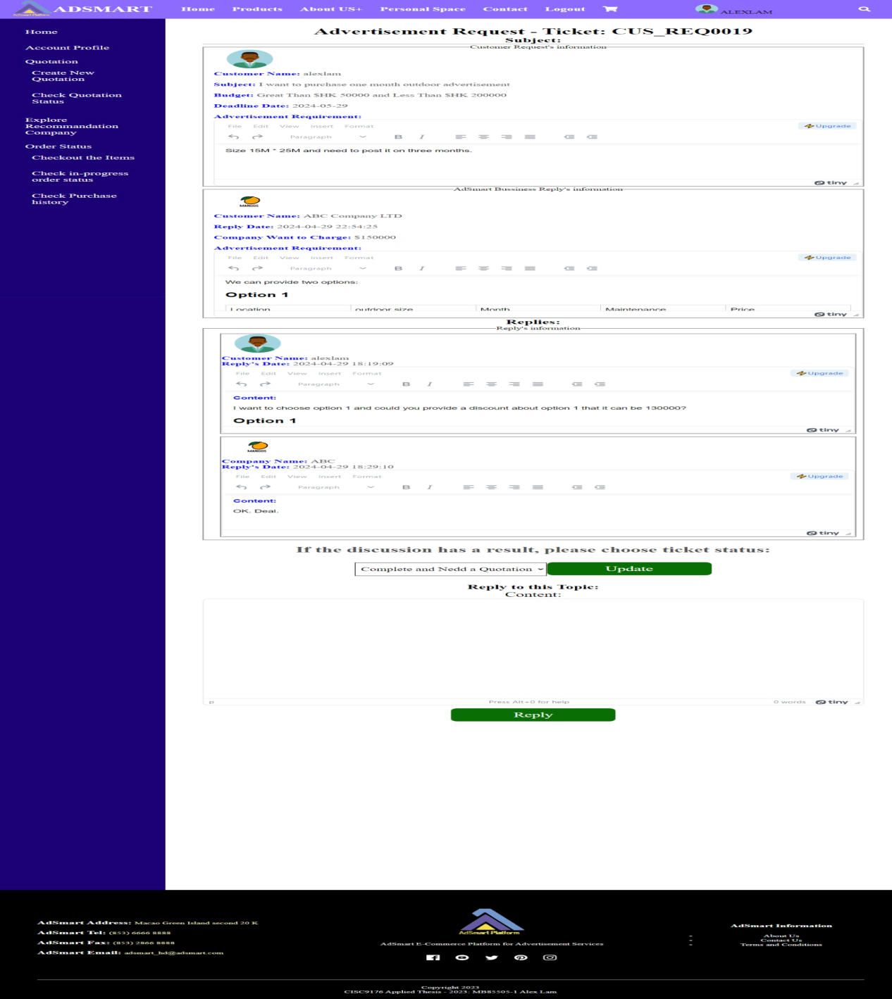 ADSMART Home Products About US+ Personal Space Contact Logout ALEXLAM
AdSmart Platform
Home
Account Profile
Quotation
Create New
Quotation
Check Quotation
Status
Explore
Recommandation
Company
Order Status
Checkout the Items
Check in-progress
order status
Check Purchase
history
Advertisement Request - Ticket: CUS_REQ0019
Subject:
Customer Request's information
Customer Name: alexlam
Subject: I want to purchase one month outdoor advertisement
Budget: Great Than $HK 50000 and Less Than $HK 200000
Deadline Date: 2024-05-29
Advertisement Requirement:
File Edit View Insert Format Upgrade
Paragraph B I
Size 15M * 25M and need to post it on three months.
tiny
AdSmart Bussiness Reply's information
MANGOS
Customer Name: ABC Company LTD
Reply Date: 2024-04-29 22:54:25
Company Want to Charge: $150000
Advertisement Requirement:
File Edit View Insert Format Upgrade
Paragraph B I
We can provide two options:
Option 1
Location outdoor size Month Maintenance Price
tiny
Replies:
Reply's information
Customer Name: alexlam
Reply's Date: 2024-04-29 18:19:09
File Edit View Insert Format Upgrade
Paragraph B I
Content:
I want to choose option 1 and could you provide a discount about option 1 that it can be 130000?
Option 1
tiny
MANGOS
Company Name: ABC
Reply's Date: 2024-04-29 18:29:10
File Edit View Insert Format Upgrade
Paragraph B I
Content:
OK. Deal.
tiny
If the discussion has a result, please choose ticket status:
Complete and Nedd a Quotation Update
Reply to this Topic:
Content:
p Press Alt+0 for help 0 words tiny
Reply
AdSmart Address: Macao Green Island second 20 K
AdSmart Tel: (853) 6666 8888
AdSmart Fax: (853) 2866 8888
AdSmart Email: adsmart_hd@adsmart.com
AdSmart Platform
AdSmart E-Commerce Platform for Advertisement Services
AdSmart Information
About Us
Contact Us
Terms and Conditions
Copyright 2023
CISC9176 Applied Thesis - 2023: MB85505-1 Alex Lam